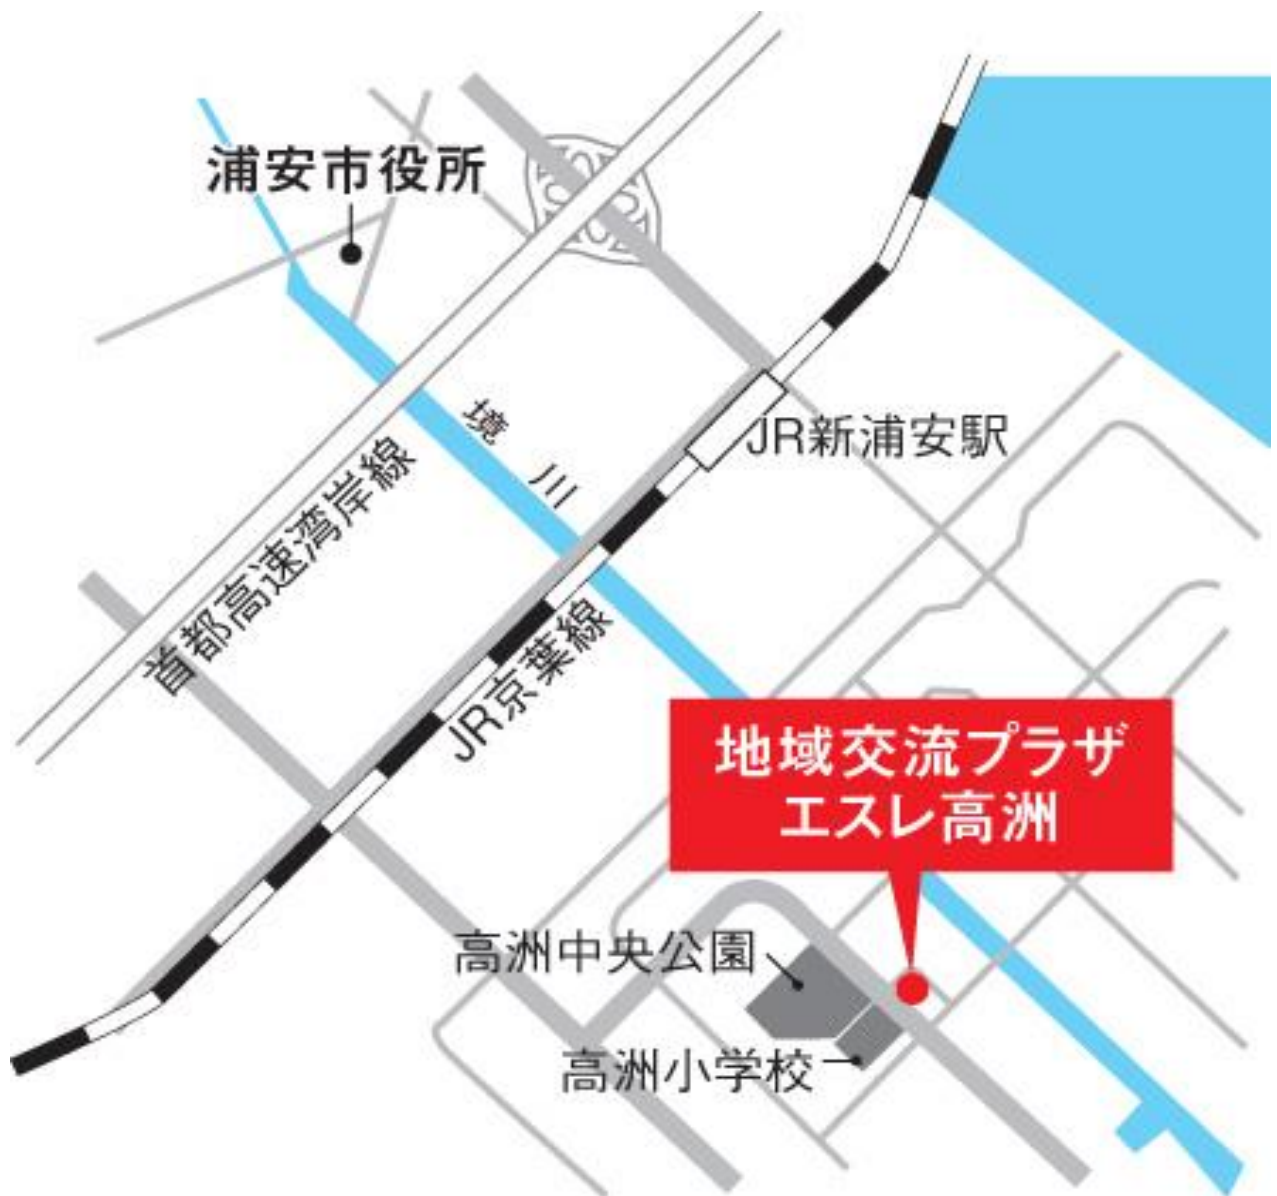 浦安市役所
境川
JR新浦安駅
首都高速湾岸線
JR京葉線
地域交流プラザ
エスレ高洲
高洲中央公園
高洲小学校